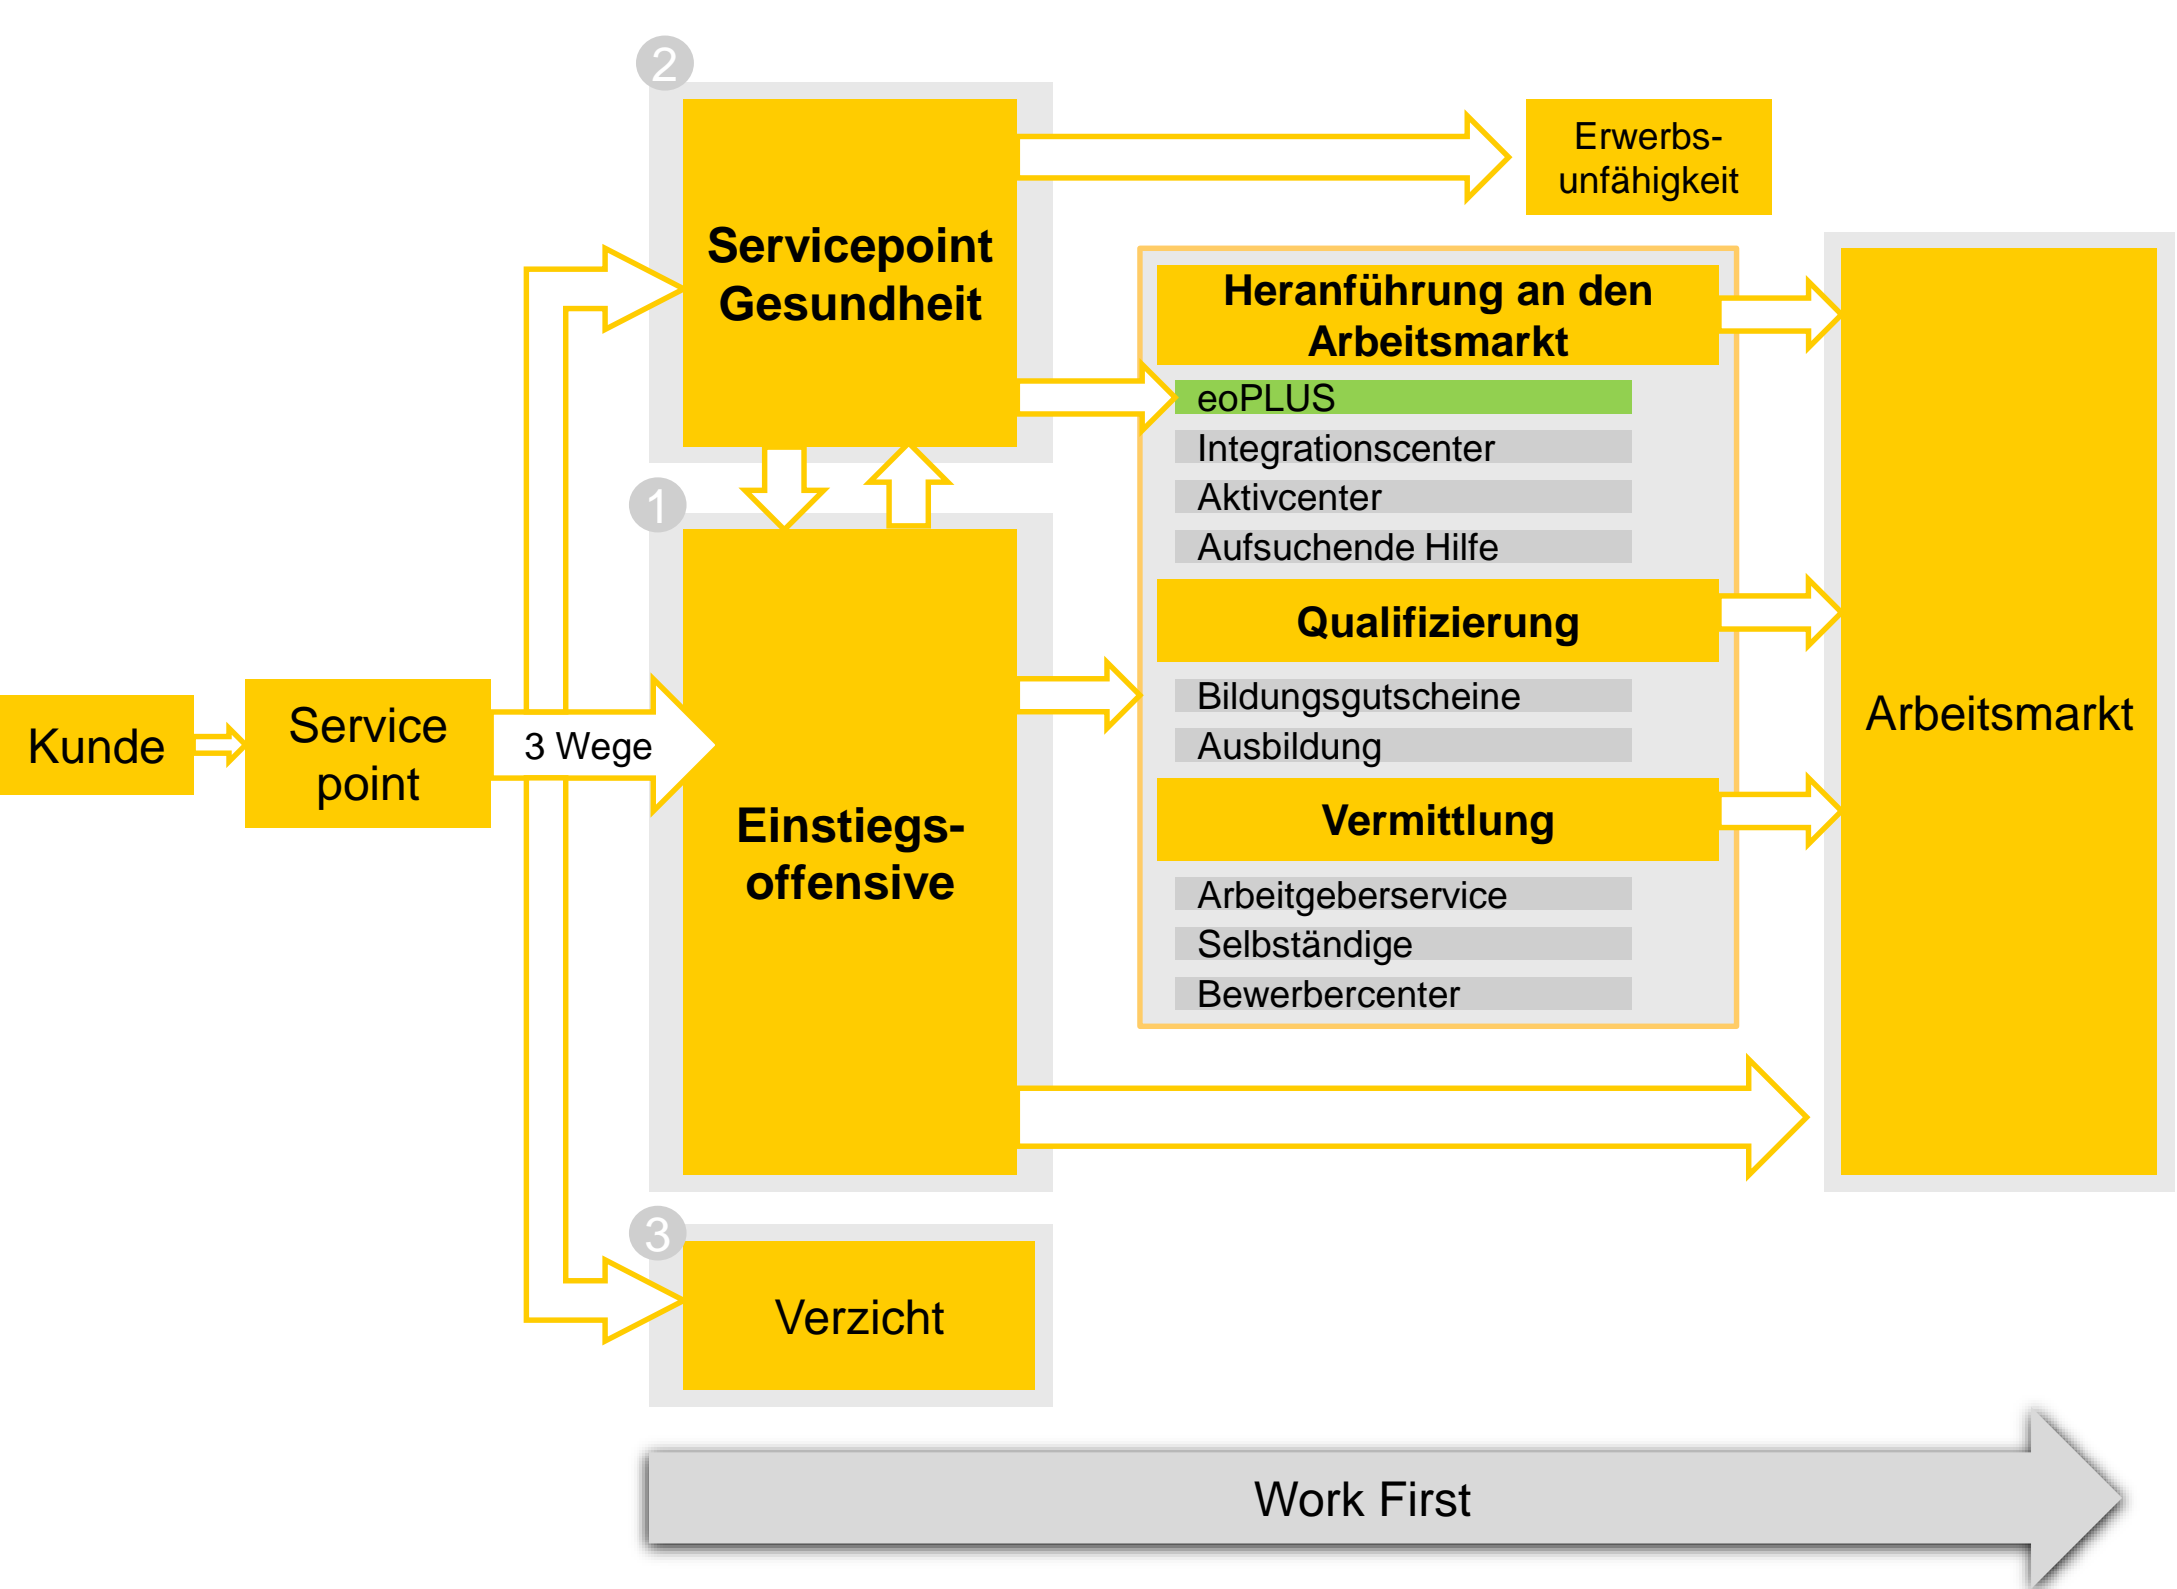 2
Erwerbs-
unfähigkeit
Servicepoint
Gesundheit
Heranführung an den
Arbeitsmarkt
eoPLUS
Integrationscenter
Aktivcenter
Aufsuchende Hilfe
1
Qualifizierung
Bildungsgutscheine
Ausbildung
Kunde
Service
point
3 Wege
Einstiegs-
offensive
Vermittlung
Arbeitgeberservice
Selbständige
Bewerbercenter
Arbeitsmarkt
3
Verzicht
Work First